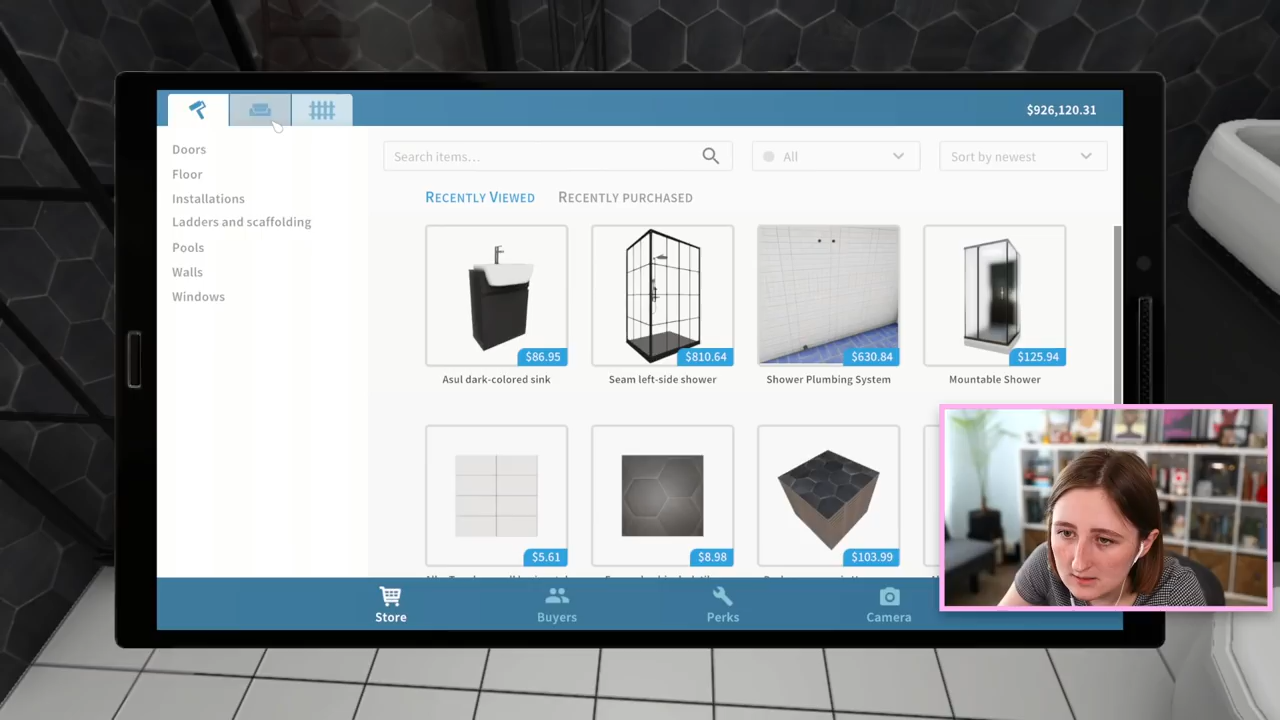 $926,120.31
Doors
Floor
Installations
Ladders and scaffolding
Pools
Walls
Windows
Search items...
All
Sort by newest
RECENTLY VIEWED
RECENTLY PURCHASED
$86.95
$810.64
$630.84
$125.94
Asul dark-colored sink
Seam left-side shower
Shower Plumbing System
Mountable Shower
$5.61
$8.98
$103.99
Store
Buyers
Perks
Camera